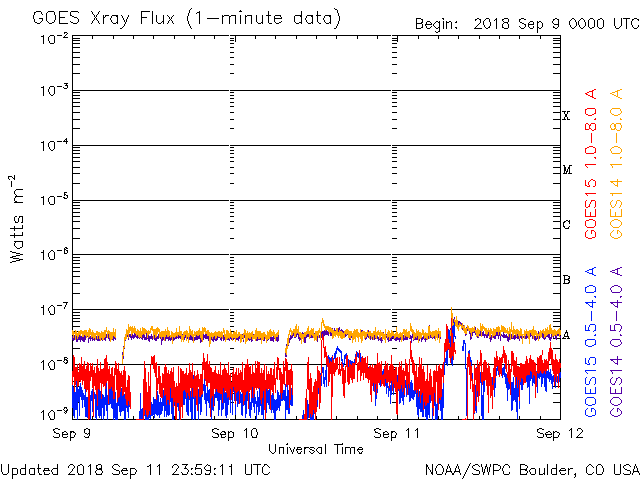 GOES Xray Flux (1-minute data)
Begin: 2018 Sep 9 0000 UTC
10⁻²
10⁻³
10⁻⁴
10⁻⁵
10⁻⁶
10⁻⁷
10⁻⁸
10⁻⁹
Watts m⁻²
X
M
C
B
A
GOES15 1.0-8.0 A
GOES14 1.0-8.0 A
GOES15 0.5-4.0 A
GOES14 0.5-4.0 A
Sep 9
Sep 10
Sep 11
Sep 12
Universal Time
Updated 2018 Sep 11 23:59:11 UTC
NOAA/SWPC Boulder, CO USA